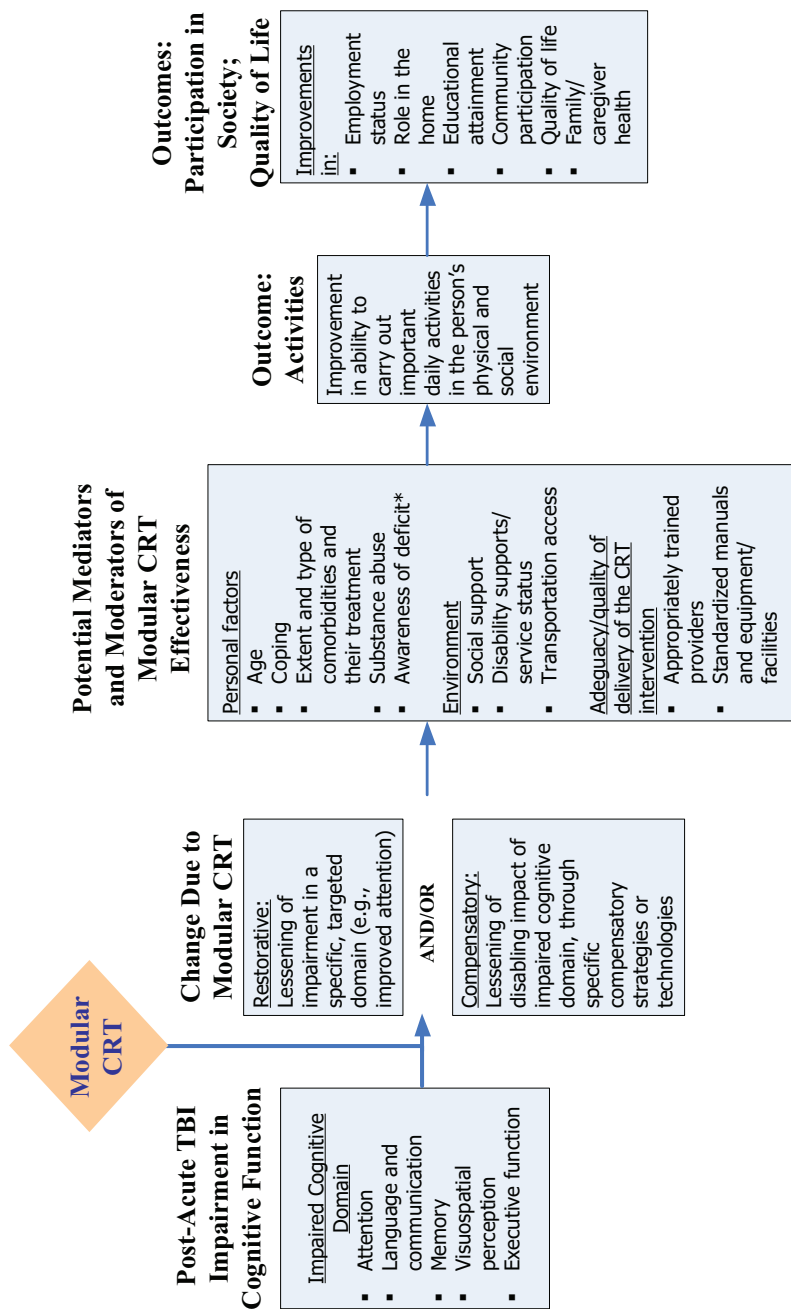 Modular
CRT
Post-Acute TBI
Impairment in
Cognitive Function
Impaired Cognitive
Domain
▪ Attention
▪ Language and
communication
▪ Memory
▪ Visuospatial
perception
▪ Executive function
Change Due to
Modular CRT
Restorative:
Lessening of
impairment in a
specific, targeted
domain (e.g.,
improved attention)
AND/OR
Compensatory:
Lessening of
disabling impact of
impaired cognitive
domain, through
specific
compensatory
strategies or
technologies
Potential Mediators
and Moderators of
Modular CRT
Effectiveness
Personal factors
▪ Age
▪ Coping
▪ Extent and type of
comorbidities and
their treatment
▪ Substance abuse
▪ Awareness of deficit*
Environment
▪ Social support
▪ Disability supports/
service status
▪ Transportation access
Adequacy/quality of
delivery of the CRT
intervention
▪ Appropriately trained
providers
▪ Standardized manuals
and equipment/
facilities
Outcome:
Activities
Improvement
in ability to
carry out
important
daily activities
in the person's
physical and
social
environment
Outcomes:
Participation in
Society;
Quality of Life
Improvements
in:
▪ Employment
status
▪ Role in the
home
▪ Educational
attainment
▪ Community
participation
▪ Quality of life
▪ Family/
caregiver
health